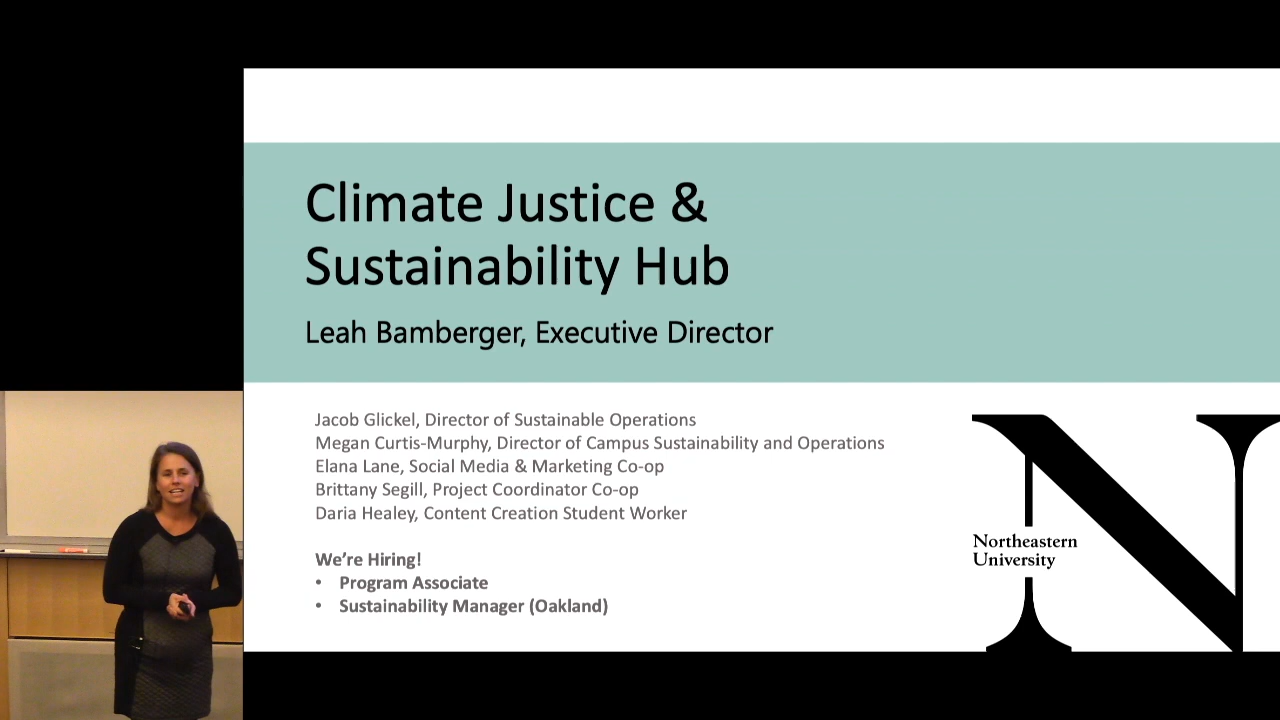 Climate Justice &
Sustainability Hub
Leah Bamberger, Executive Director
Jacob Glickel, Director of Sustainable Operations
Megan Curtis-Murphy, Director of Campus Sustainability and Operations
Elana Lane, Social Media & Marketing Co-op
Brittany Segill, Project Coordinator Co-op
Daria Healey, Content Creation Student Worker
We’re Hiring!
• Program Associate
• Sustainability Manager (Oakland)
N
Northeastern
University